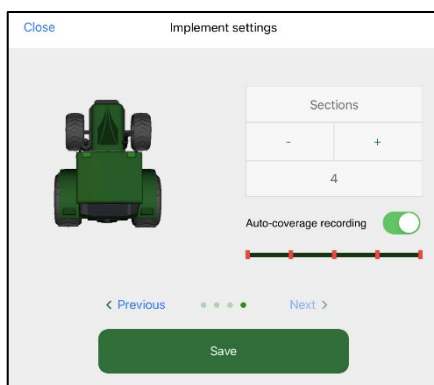 Close
Implement settings
Sections
- +
4
Auto-coverage recording
< Previous
Next >
Save